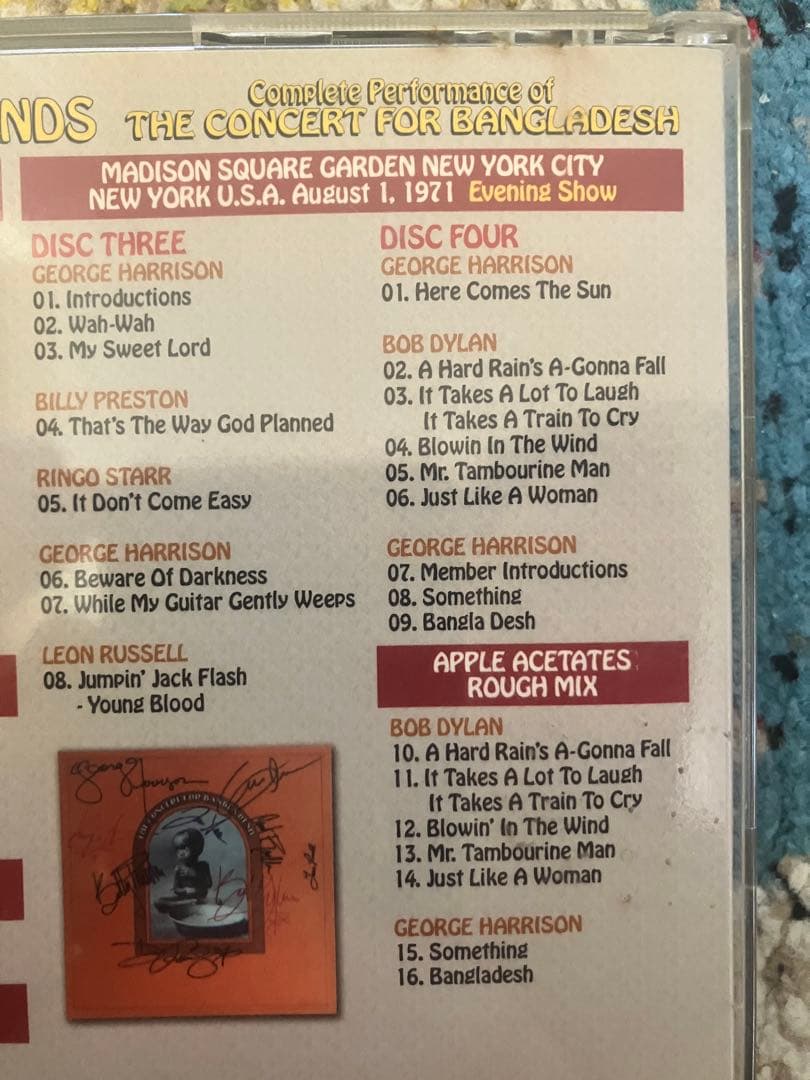 NDS
Complete Performance of
THE CONCERT FOR BANGLADESH
MADISON SQUARE GARDEN NEW YORK CITY
NEW YORK U.S.A. August 1, 1971 Evening Show
DISC THREE
GEORGE HARRISON
01. Introductions
02. Wah-Wah
03. My Sweet Lord
BILLY PRESTON
04. That's The Way God Planned
RINGO STARR
05. It Don't Come Easy
GEORGE HARRISON
06. Beware Of Darkness
07. While My Guitar Gently Weeps
LEON RUSSELL
08. Jumpin' Jack Flash
- Young Blood
THE CONCERT FOR BANGLADESH
DISC FOUR
GEORGE HARRISON
01. Here Comes The Sun
BOB DYLAN
02. A Hard Rain's A-Gonna Fall
03. It Takes A Lot To Laugh
It Takes A Train To Cry
04. Blowin In The Wind
05. Mr. Tambourine Man
06. Just Like A Woman
GEORGE HARRISON
07. Member Introductions
08. Something
09. Bangla Desh
APPLE ACETATES
ROUGH MIX
BOB DYLAN
10. A Hard Rain's A-Gonna Fall
11. It Takes A Lot To Laugh
It Takes A Train To Cry
12. Blowin' In The Wind
13. Mr. Tambourine Man
14. Just Like A Woman
GEORGE HARRISON
15. Something
16. Bangladesh